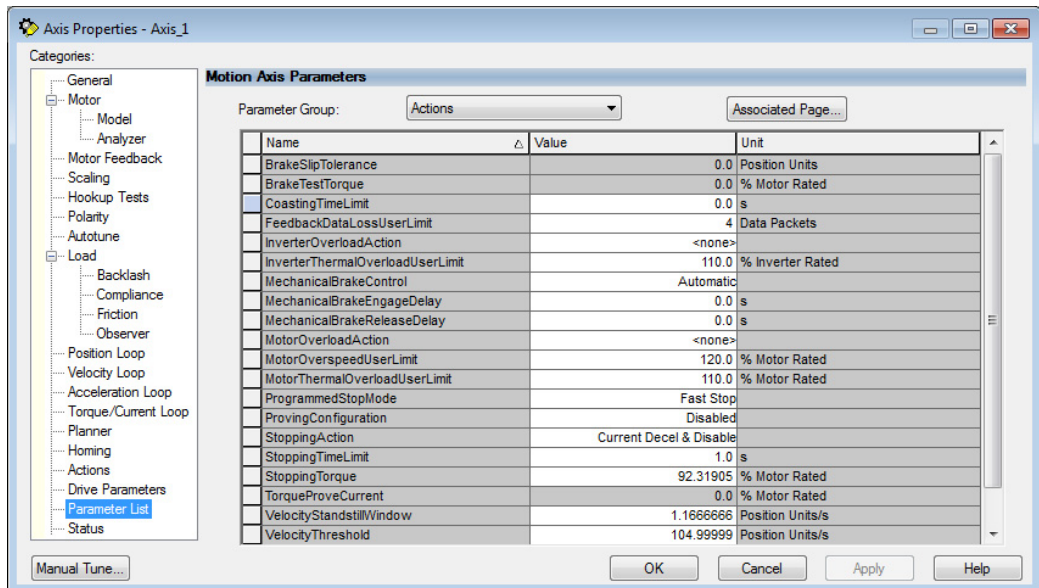 Axis Properties - Axis_1
Categories:
General
Motor
Model
Analyzer
Motor Feedback
Scaling
Hookup Tests
Polarity
Autotune
Load
Backlash
Compliance
Friction
Observer
Position Loop
Velocity Loop
Acceleration Loop
Torque/Current Loop
Planner
Homing
Actions
Drive Parameters
Parameter List
Status
Motion Axis Parameters
Parameter Group: Actions Associated Page...
Name Value Unit
BrakeSlipTolerance 0.0 Position Units
BrakeTestTorque 0.0 % Motor Rated
CoastingTimeLimit 0.0 s
FeedbackDataLossUserLimit 4 Data Packets
InverterOverloadAction <none>
InverterThermalOverloadUserLimit 110.0 % Inverter Rated
MechanicalBrakeControl Automatic
MechanicalBrakeEngageDelay 0.0 s
MechanicalBrakeReleaseDelay 0.0 s
MotorOverloadAction <none>
MotorOverspeedUserLimit 120.0 % Motor Rated
MotorThermalOverloadUserLimit 110.0 % Motor Rated
ProgrammedStopMode Fast Stop
ProvingConfiguration Disabled
StoppingAction Current Decel & Disable
StoppingTimeLimit 1.0 s
StoppingTorque 92.31905 % Motor Rated
TorqueProveCurrent 0.0 % Motor Rated
VelocityStandstillWindow 1.1666666 Position Units/s
VelocityThreshold 104.99999 Position Units/s
Manual Tune... OK Cancel Apply Help